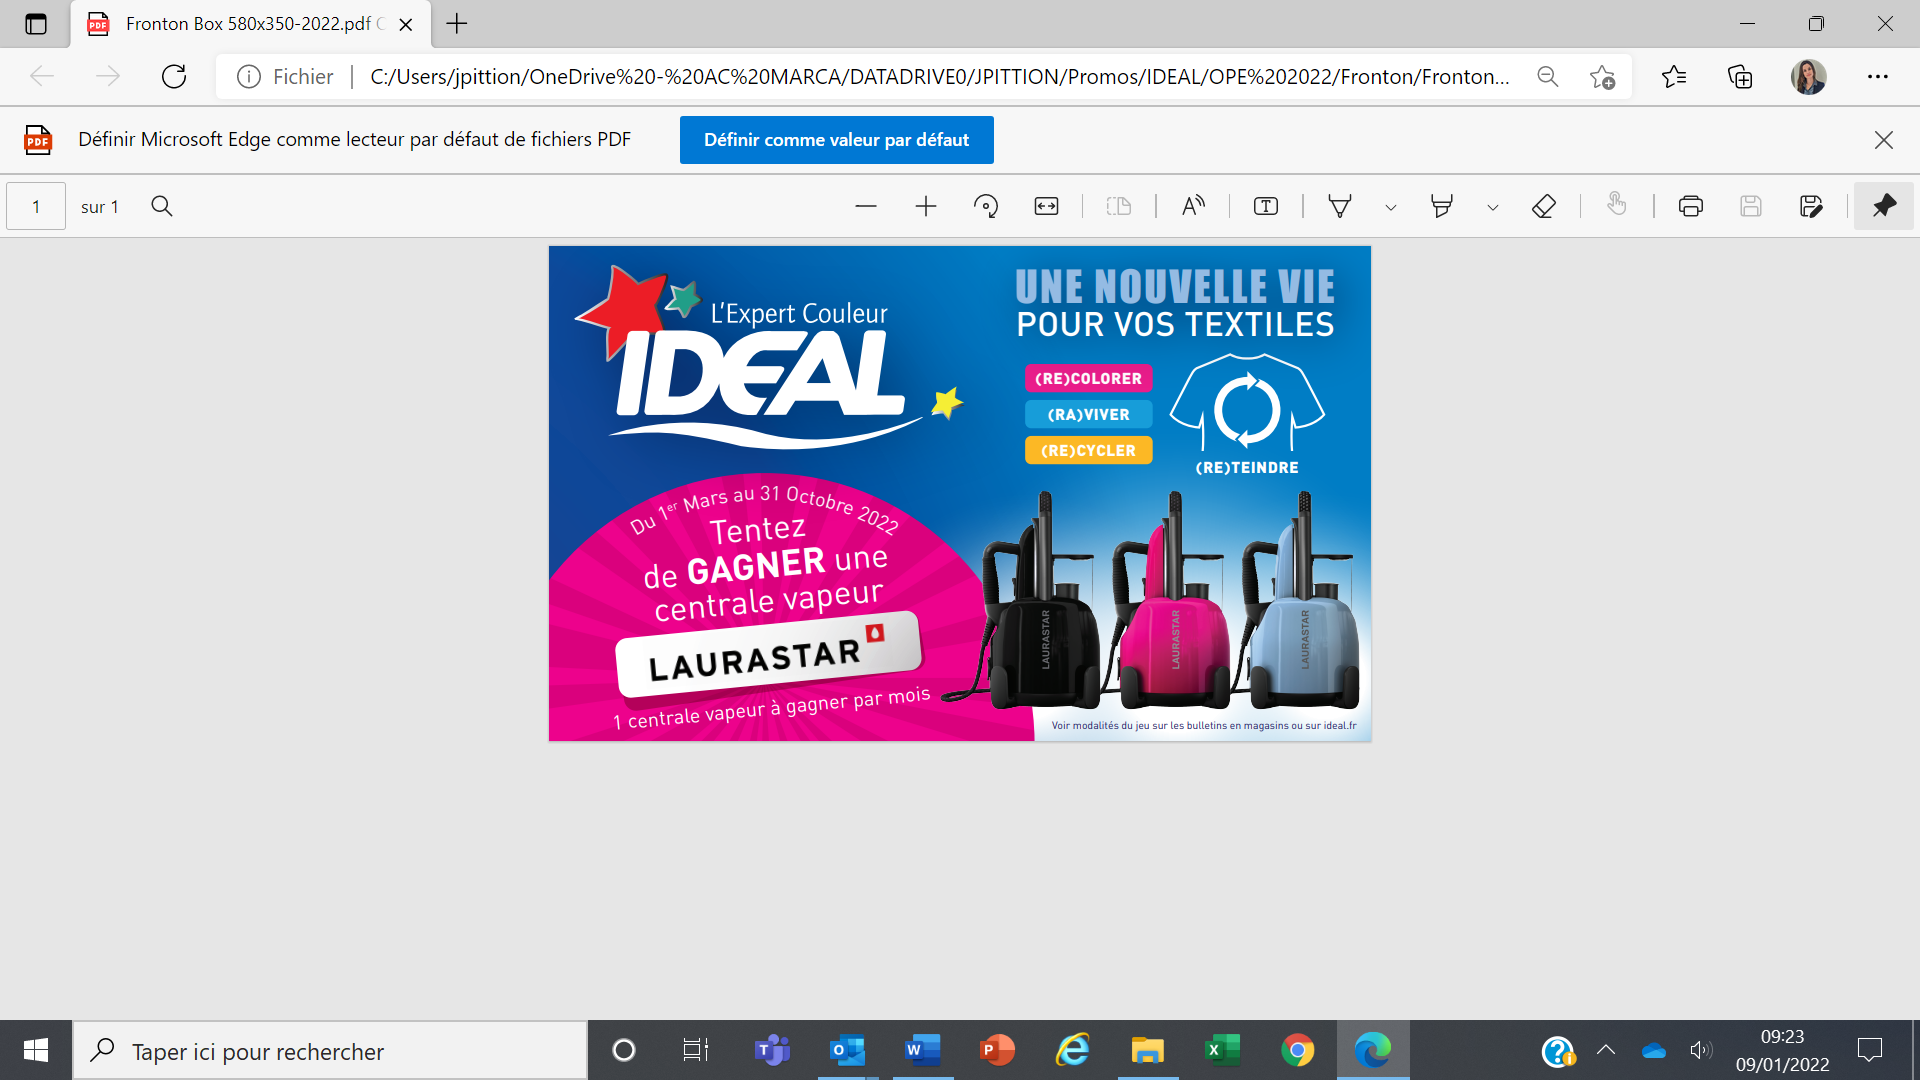 Fronton Box 580x350-2022.pdf
Fichier
C:/Users/jpittion/OneDrive%20-%20AC%20MARCA/DATADRIVE0/JPITTION/Promos/IDEAL/OPE%202022/Fronton/Fronton...
PDF
Définir Microsoft Edge comme lecteur par défaut de fichiers PDF
Définir comme valeur par défaut
1
sur 1
L'Expert Couleur
IDEAL
UNE NOUVELLE VIE
POUR VOS TEXTILES
(RE)COLORER
(RA)VIVER
(RE)CYCLER
(RE)TEINDRE
Du 1er Mars au 31 Octobre 2022
Tentez
de GAGNER une
centrale vapeur
LAURASTAR
1 centrale vapeur à gagner par mois
LAURASTAR
LAURASTAR
LAURASTAR
Voir modalités du jeu sur les bulletins en magasins ou sur ideal.fr
Taper ici pour rechercher
09:23
09/01/2022